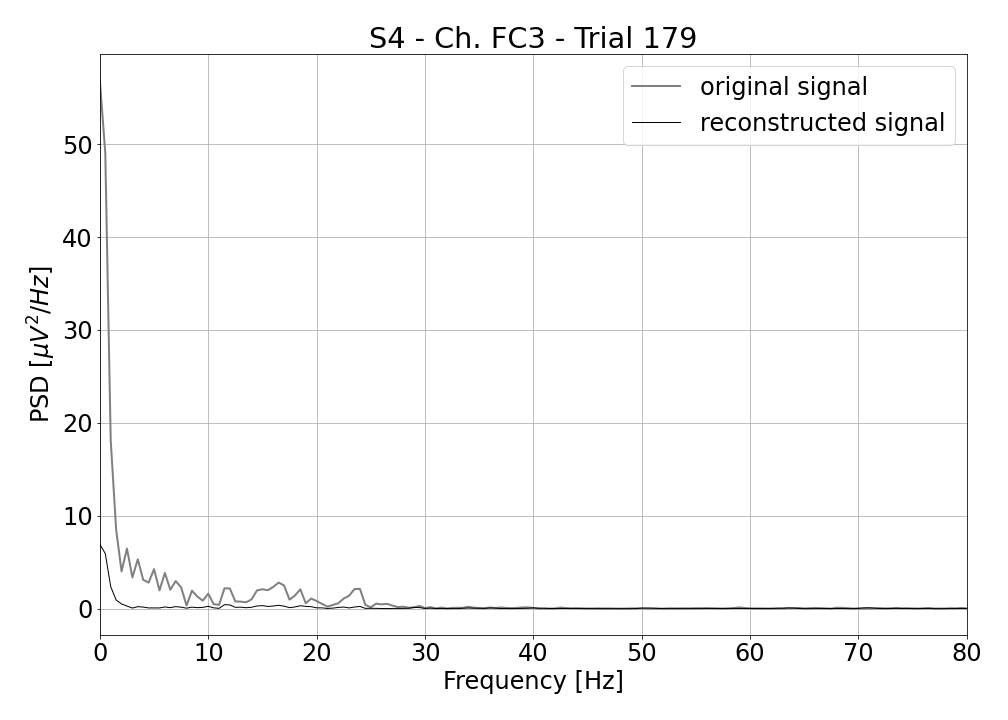 S4 - Ch. FC3 - Trial 179
original signal
reconstructed signal
50
40
30
20
10
0
PSD [μV²/Hz]
0 10 20 30 40 50 60 70 80
Frequency [Hz]